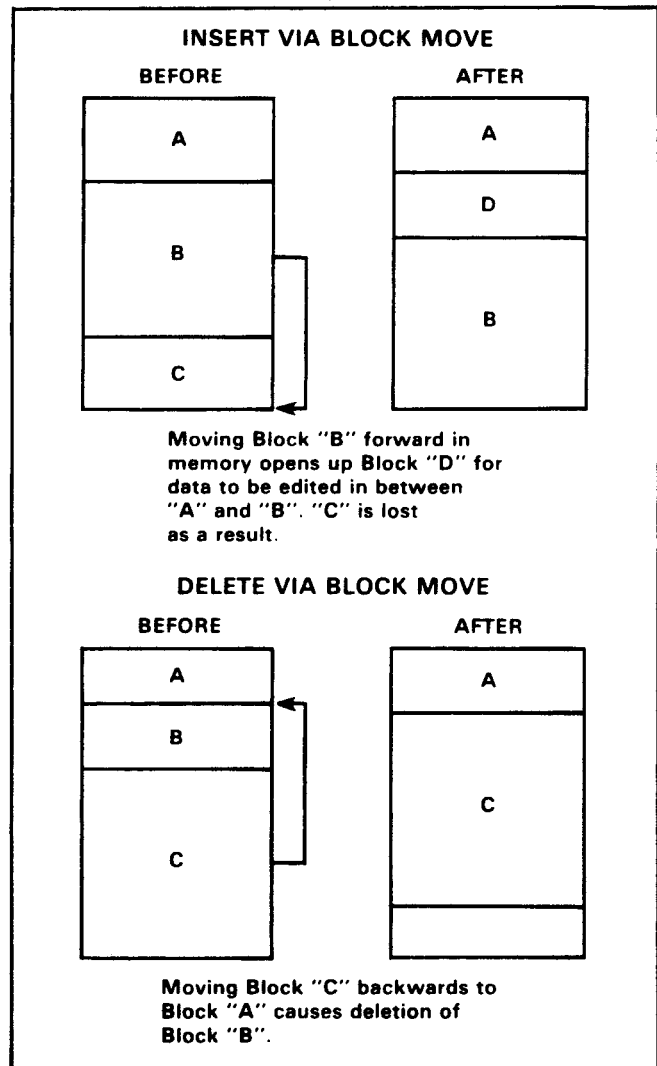 INSERT VIA BLOCK MOVE
BEFORE
AFTER
A
B
C
A
D
B
Moving Block "B" forward in
memory opens up Block "D" for
data to be edited in between
"A" and "B". "C" is lost
as a result.
DELETE VIA BLOCK MOVE
BEFORE
AFTER
A
B
C
A
C
Moving Block "C" backwards to
Block "A" causes deletion of
Block "B".